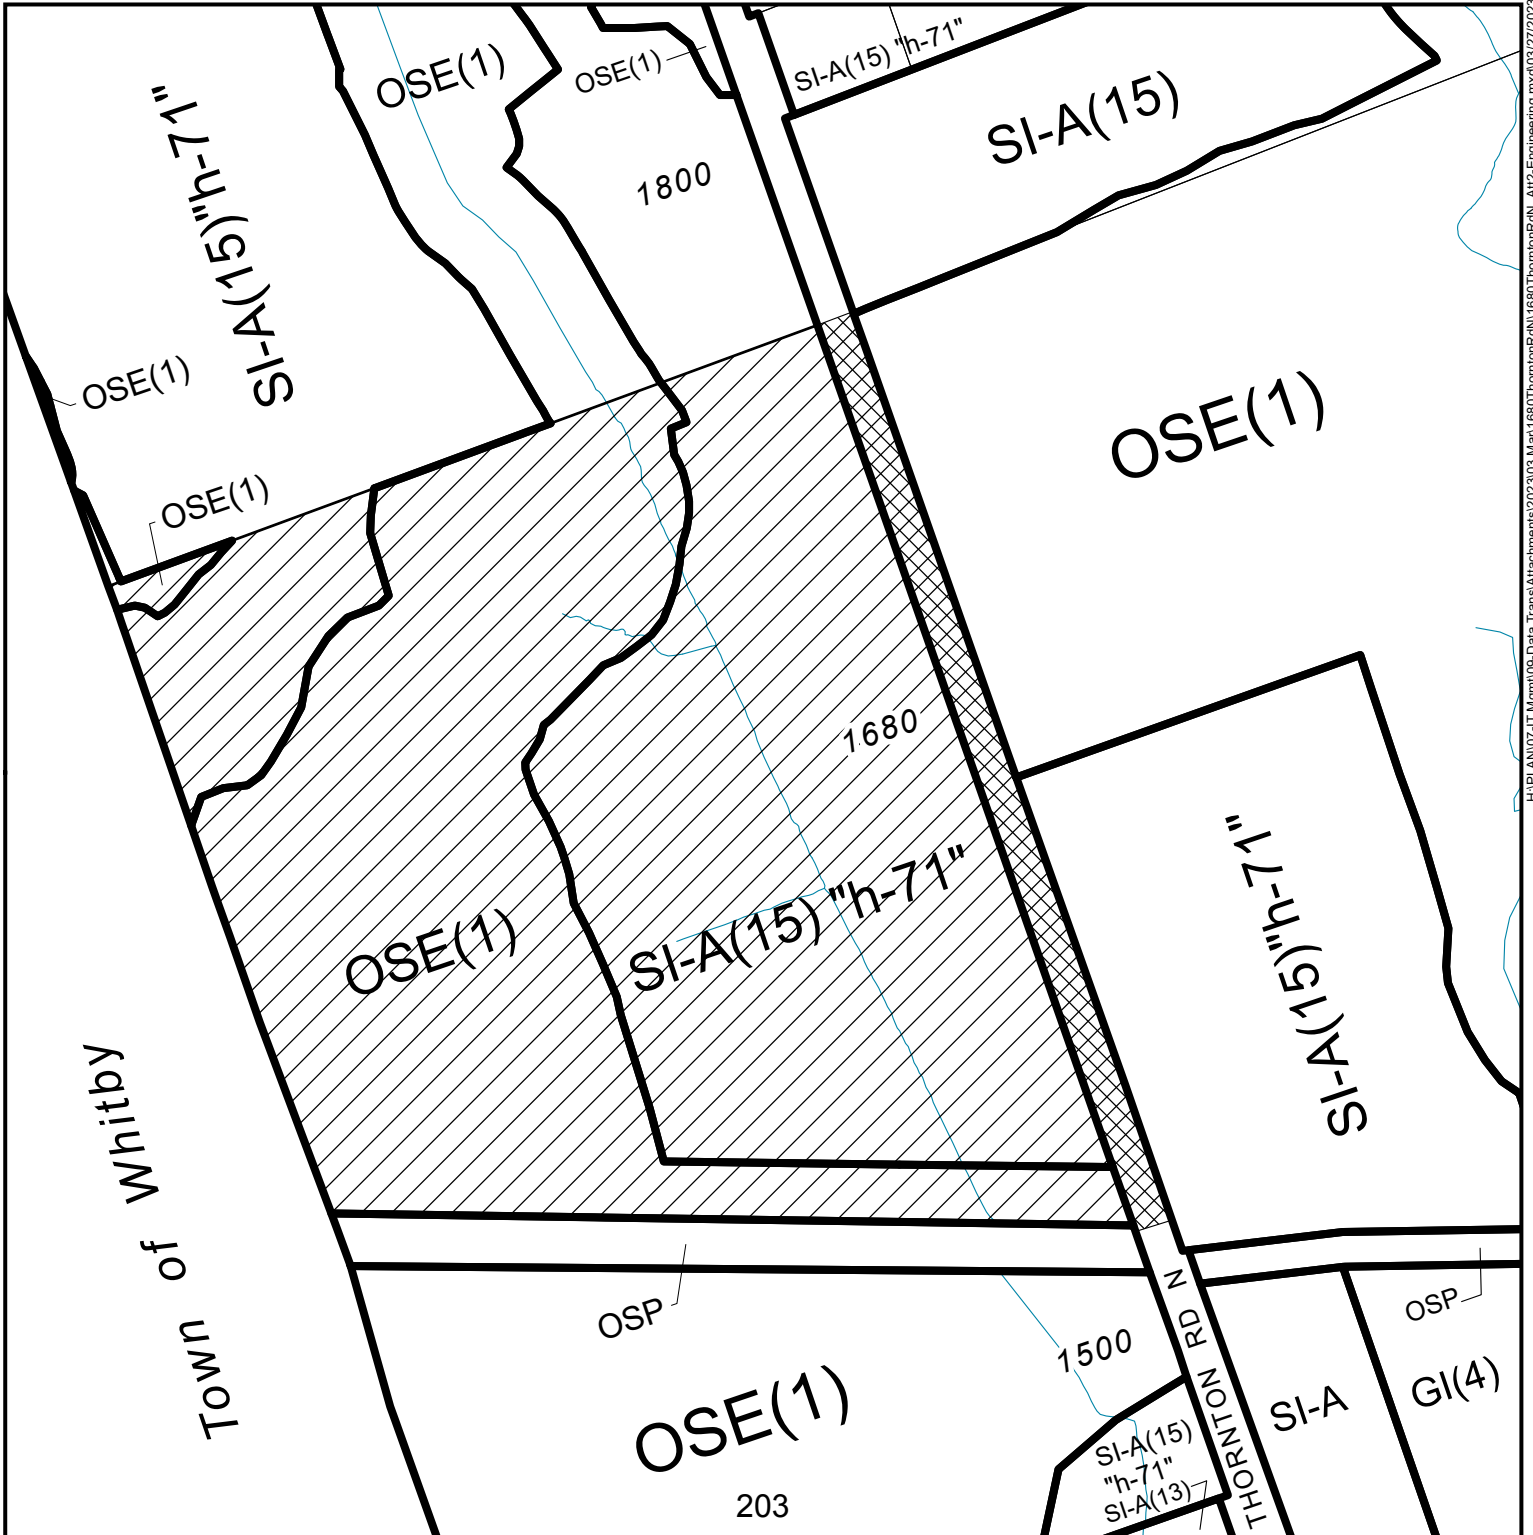 OSE(1)
OSE(1)
SI-A(15) "h-71"
SI-A(15)
SI-A(15)"h-71"
1800
OSE(1)
OSE(1)
OSE(1)
1680
SI-A(15) "h-71"
OSE(1)
SI-A(15)"h-71"
Town of Whitby
OSP
OSP
1500
THORNTON RD N
OSE(1)
203
SI-A
GI(4)
SI-A(15)
"h-71"
SI-A(13)